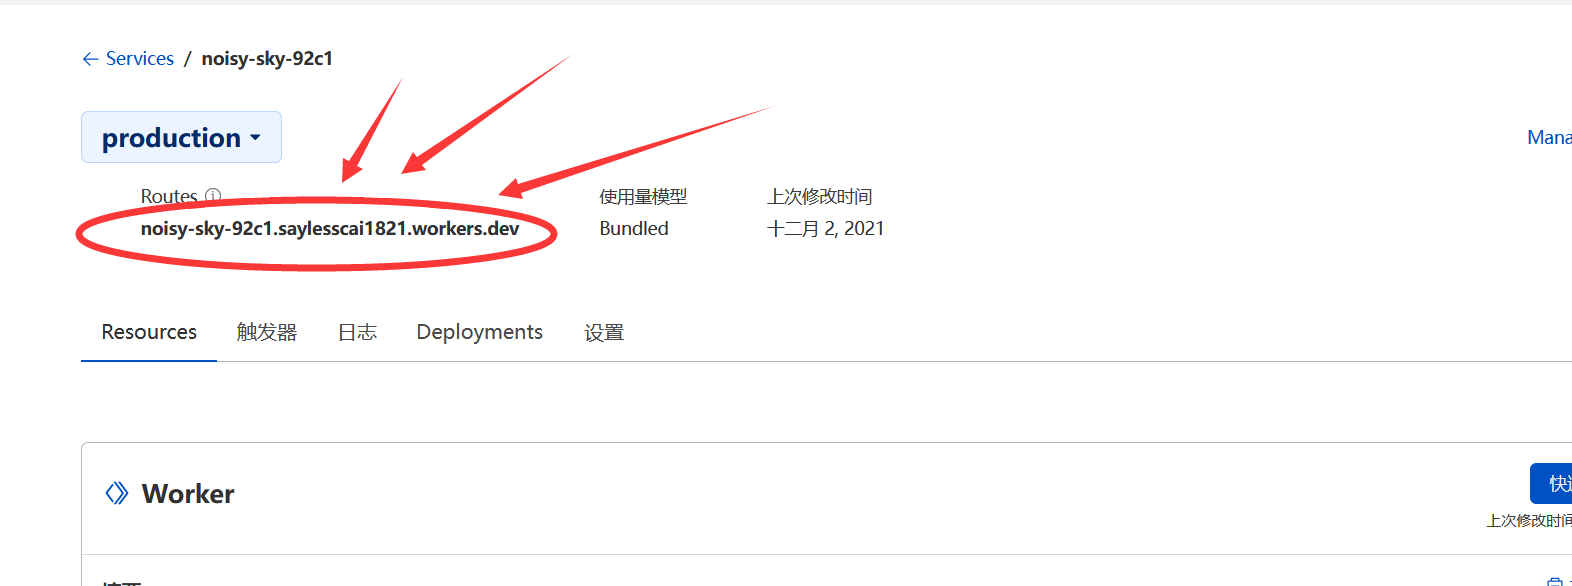 ← Services / noisy-sky-92c1
production
Mana
Routes 使用量模型 上次修改时间
noisy-sky-92c1.saylesscai1821.workers.dev Bundled 十二月 2, 2021
Resources 触发器 日志 Deployments 设置
Worker
上次修改时间